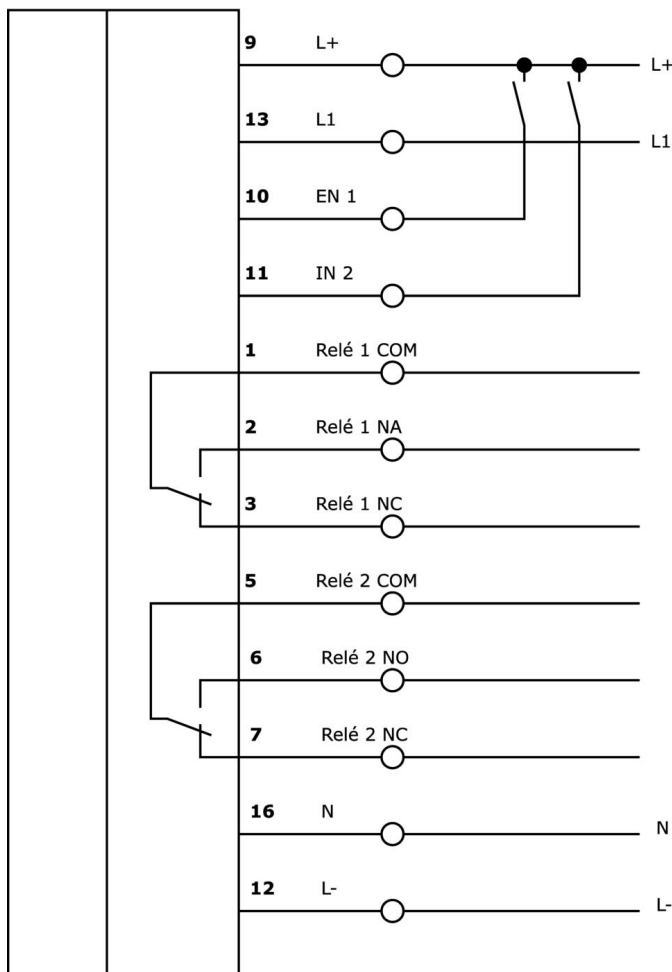 9 L+
L+
13 L1
L1
10 EN 1
11 IN 2
1 Relé 1 COM
2 Relé 1 NA
3 Relé 1 NC
5 Relé 2 COM
6 Relé 2 NO
7 Relé 2 NC
16 N
N
12 L-
L-